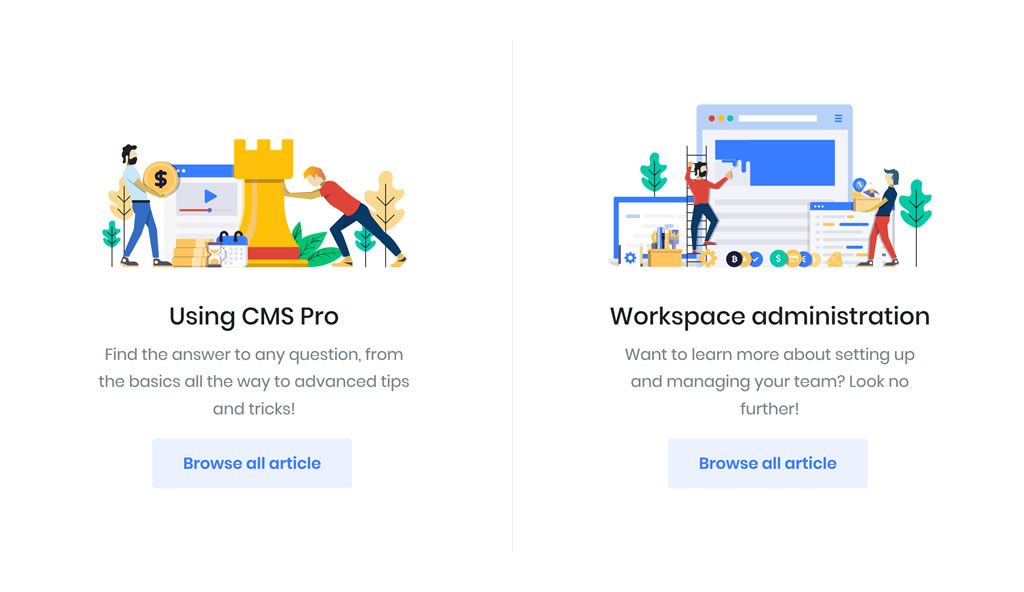 Using CMS Pro
Find the answer to any question, from
the basics all the way to advanced tips
and tricks!
Browse all article
Workspace administration
Want to learn more about setting up
and managing your team? Look no
further!
Browse all article